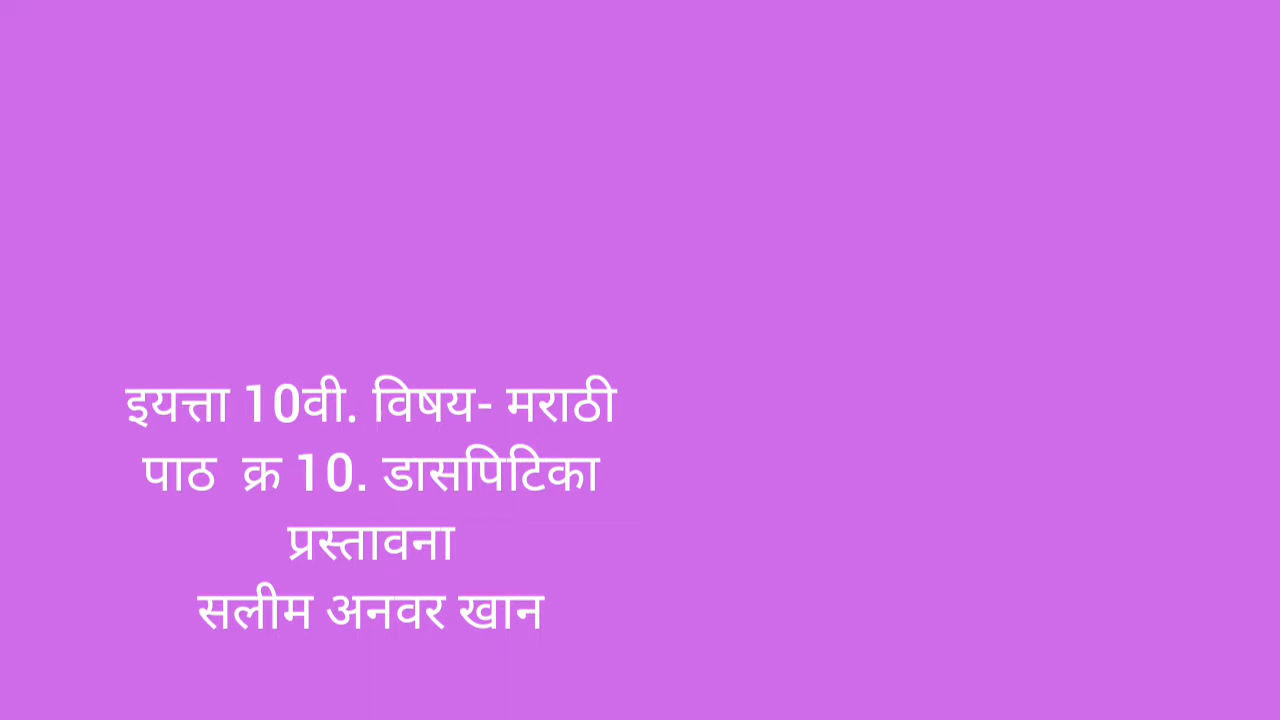 इयत्ता 10वी. विषय- मराठी
पाठ क्र 10. डासपिटिका
प्रस्तावना
सलीम अनवर खान